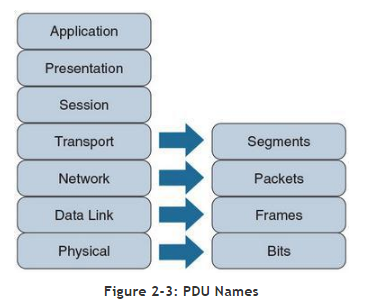 Application
Presentation
Session
Transport
Segments
Network
Packets
Data Link
Frames
Physical
Bits
Figure 2-3: PDU Names